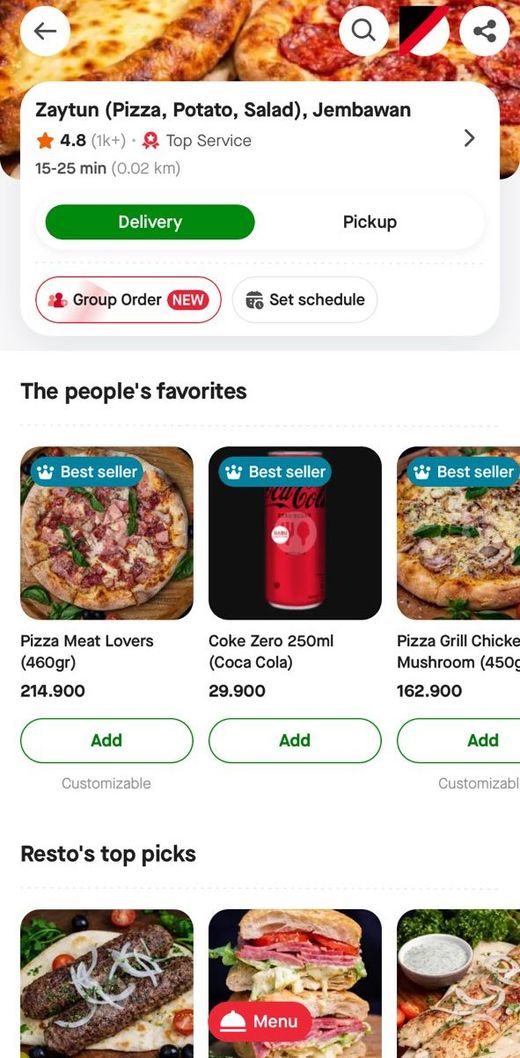 Zaytun (Pizza, Potato, Salad), Jembawan
4.8 (1k+) • Top Service
15-25 min (0.02 km)
Delivery
Pickup
Group Order NEW
Set schedule
The people's favorites
Best seller
Best seller
Best seller
Pizza Meat Lovers
(460gr)
214.900
Add
Customizable
Coke Zero 250ml
(Coca Cola)
29.900
Add
Pizza Grill Chicke
Mushroom (450g
162.900
Add
Customizabl
Resto's top picks
Menu